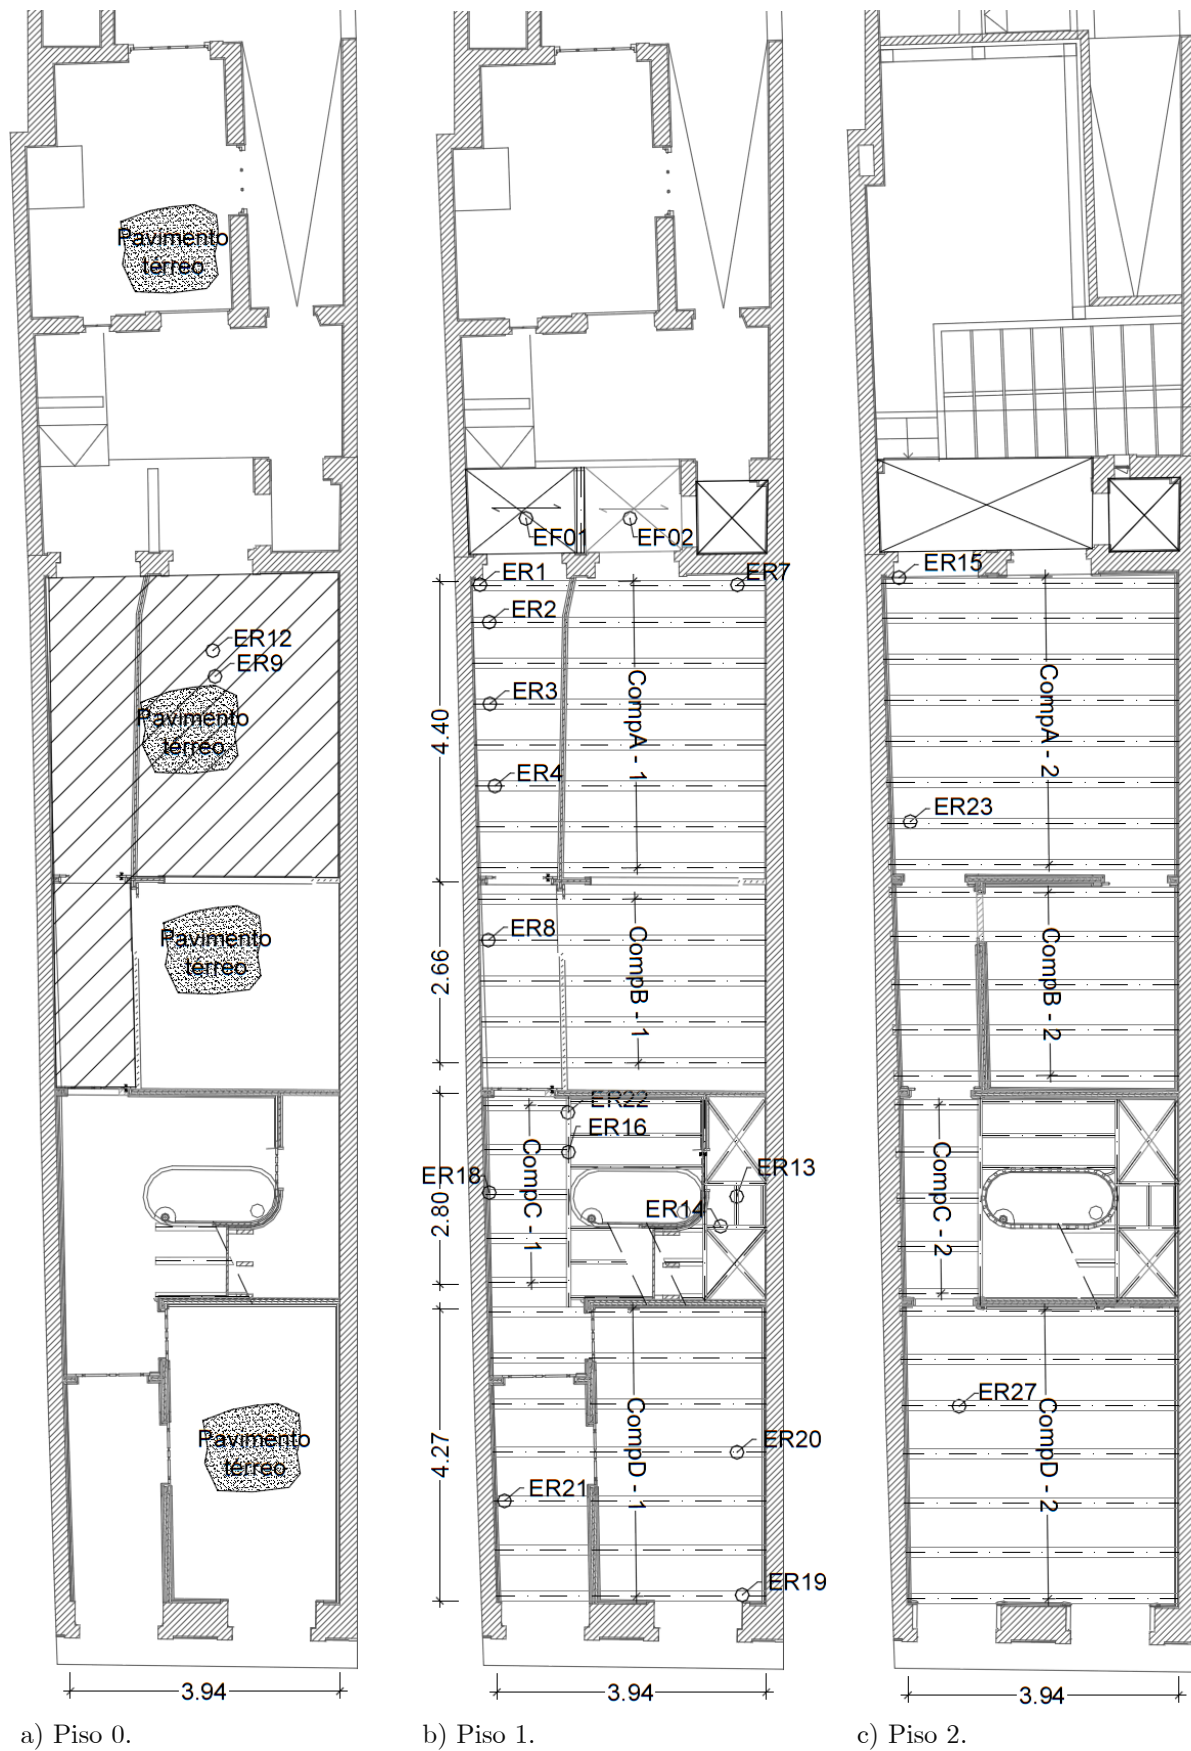 Pavimento
térreo
ER12
ER9
Pavimento
térreo
Pavimento
térreo
Pavimento
térreo
3.94
a) Piso 0.
EF01
EF02
ER1
ER7
ER2
ER3
ER4
CompA - 1
4.40
ER8
CompB - 1
2.66
ER22
ER16
ER18
ER13
ER14
CompC - 1
2.80
ER20
ER21
CompD - 1
4.27
ER19
3.94
b) Piso 1.
ER15
CompA - 2
ER23
CompB - 2
CompC - 2
ER27
CompD - 2
3.94
c) Piso 2.